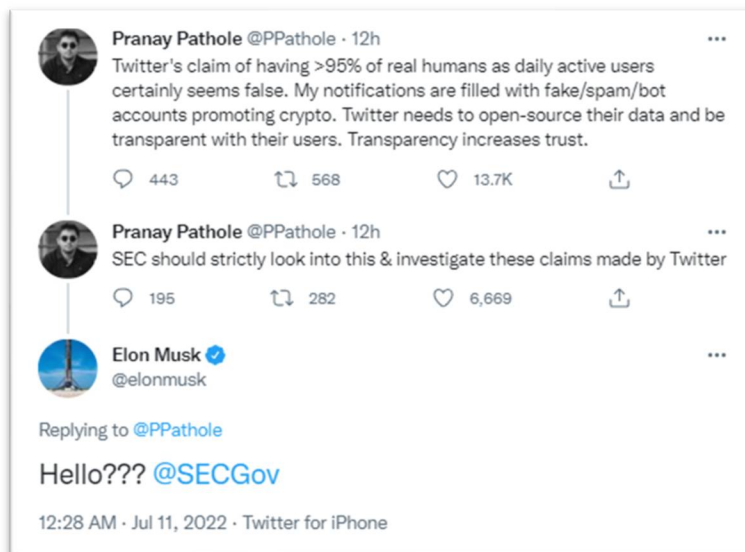 Pranay Pathole @PPathole · 12h
Twitter's claim of having >95% of real humans as daily active users
certainly seems false. My notifications are filled with fake/spam/bot
accounts promoting crypto. Twitter needs to open-source their data and be
transparent with their users. Transparency increases trust.
443 568 13.7K
Pranay Pathole @PPathole · 12h
SEC should strictly look into this & investigate these claims made by Twitter
195 282 6,669
Elon Musk
@elonmusk
Replying to @PPathole
Hello??? @SECGov
12:28 AM · Jul 11, 2022 · Twitter for iPhone